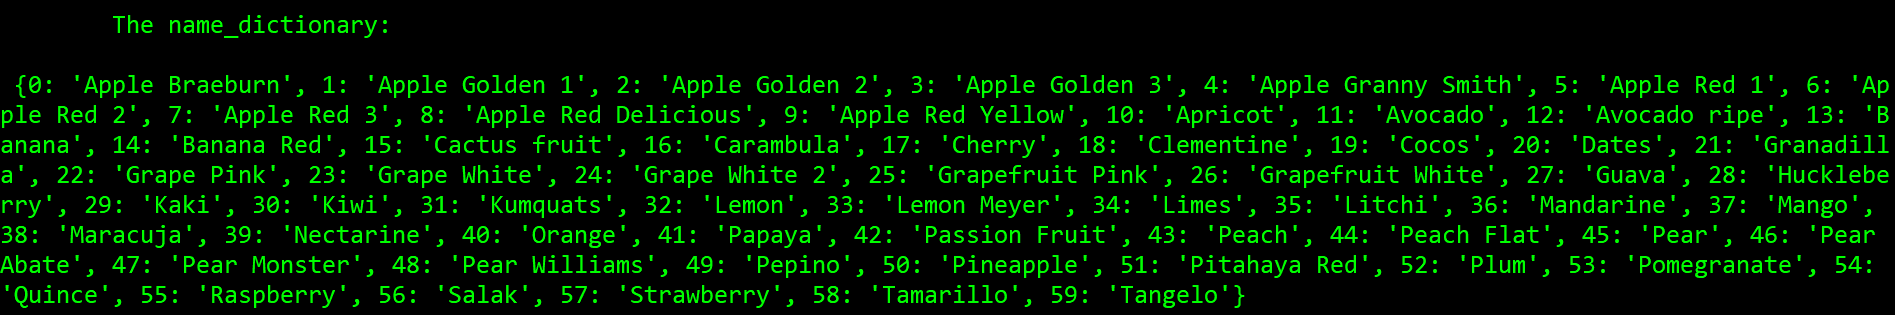 The name_dictionary:
{0: 'Apple Braeburn', 1: 'Apple Golden 1', 2: 'Apple Golden 2', 3: 'Apple Golden 3', 4: 'Apple Granny Smith', 5: 'Apple Red 1', 6: 'Ap
ple Red 2', 7: 'Apple Red 3', 8: 'Apple Red Delicious', 9: 'Apple Red Yellow', 10: 'Apricot', 11: 'Avocado', 12: 'Avocado ripe', 13: 'B
anana', 14: 'Banana Red', 15: 'Cactus fruit', 16: 'Carambula', 17: 'Cherry', 18: 'Clementine', 19: 'Cocos', 20: 'Dates', 21: 'Granadill
a', 22: 'Grape Pink', 23: 'Grape White', 24: 'Grape White 2', 25: 'Grapefruit Pink', 26: 'Grapefruit White', 27: 'Guava', 28: 'Hucklebe
rry', 29: 'Kaki', 30: 'Kiwi', 31: 'Kumquats', 32: 'Lemon', 33: 'Lemon Meyer', 34: 'Limes', 35: 'Litchi', 36: 'Mandarine', 37: 'Mango',
38: 'Maracuja', 39: 'Nectarine', 40: 'Orange', 41: 'Papaya', 42: 'Passion Fruit', 43: 'Peach', 44: 'Peach Flat', 45: 'Pear', 46: 'Pear
Abate', 47: 'Pear Monster', 48: 'Pear Williams', 49: 'Pepino', 50: 'Pineapple', 51: 'Pitahaya Red', 52: 'Plum', 53: 'Pomegranate', 54:
'Quince', 55: 'Raspberry', 56: 'Salak', 57: 'Strawberry', 58: 'Tamarillo', 59: 'Tangelo'}